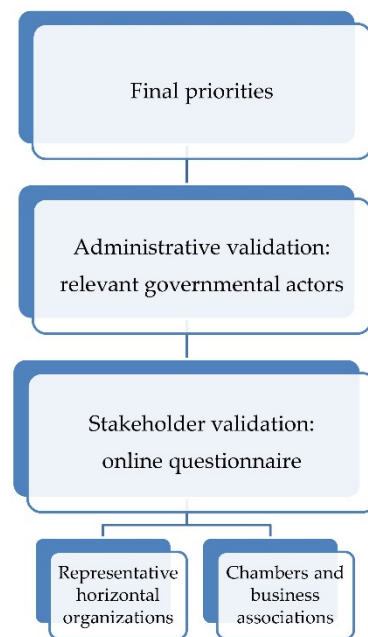 Final priorities
Administrative validation:
relevant governmental actors
Stakeholder validation:
online questionnaire
Representative
horizontal
organizations
Chambers and
business
associations